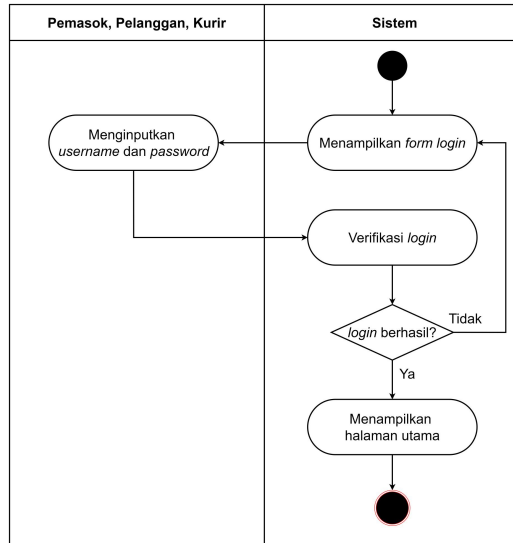 Pemasok, Pelanggan, Kurir
Sistem
Menampilkan form login
Menginputkan
username dan password
Verifikasi login
login berhasil?
Tidak
Ya
Menampilkan
halaman utama